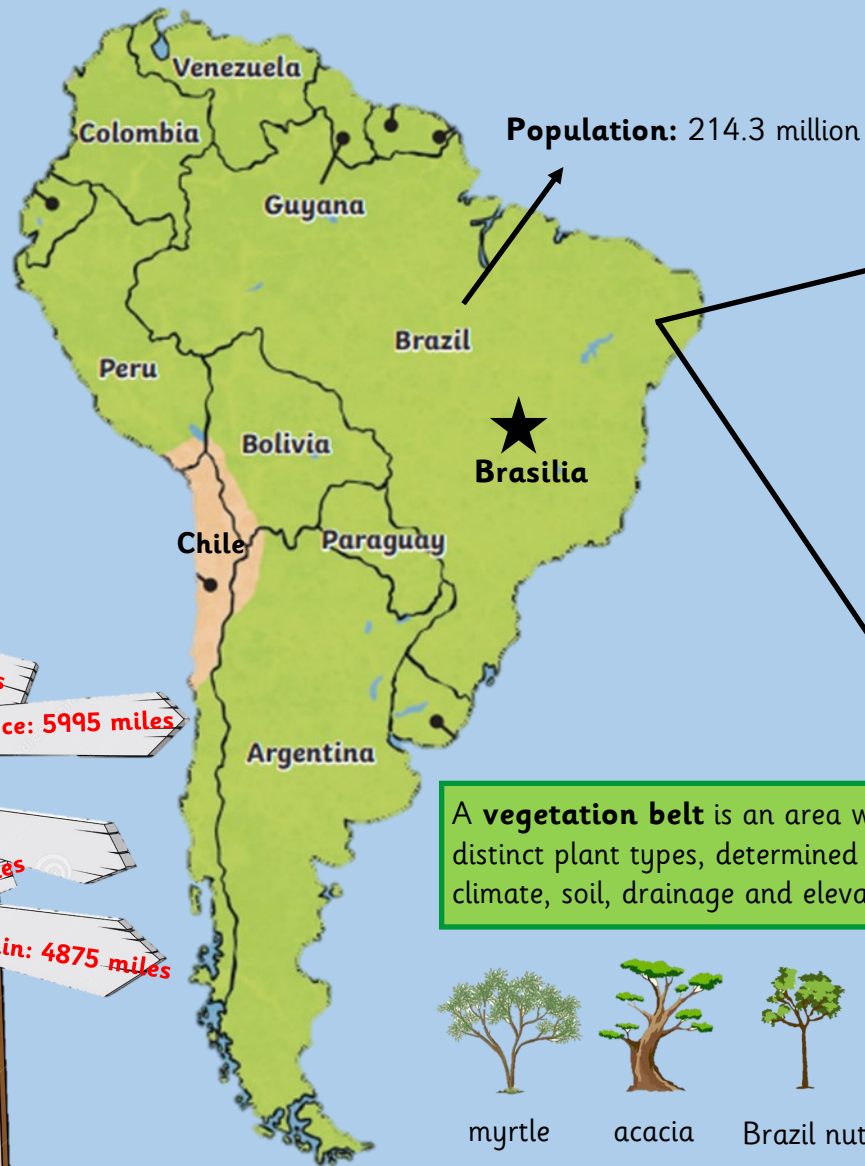 Venezuela
Colombia
Population: 214.3 million
Guyana
Brazil
Peru
Bolivia
Brasilia
Chile
Paraguay
ce: 5995 miles
Argentina
A vegetation belt is an area w
distinct plant types, determined
climate, soil, drainage and eleva
in: 4875 miles
myrtle
acacia
Brazil nut